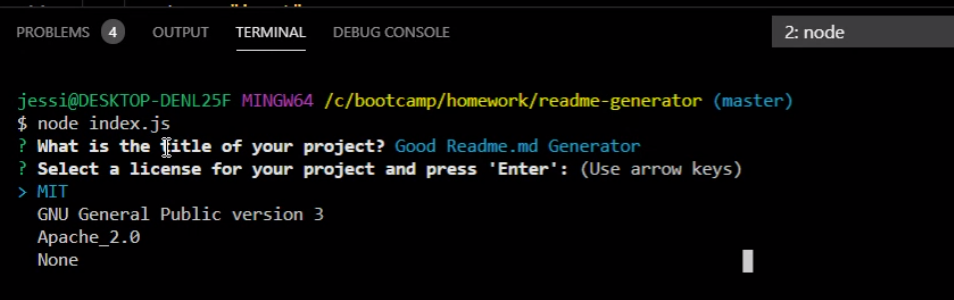 PROBLEMS 4 OUTPUT TERMINAL DEBUG CONSOLE 2: node
jessi@DESKTOP-DENL25F MINGW64 /c/bootcamp/homework/readme-generator (master)
$ node index.js
? What is the title of your project? Good Readme.md Generator
? Select a license for your project and press 'Enter': (Use arrow keys)
> MIT
GNU General Public version 3
Apache_2.0
None